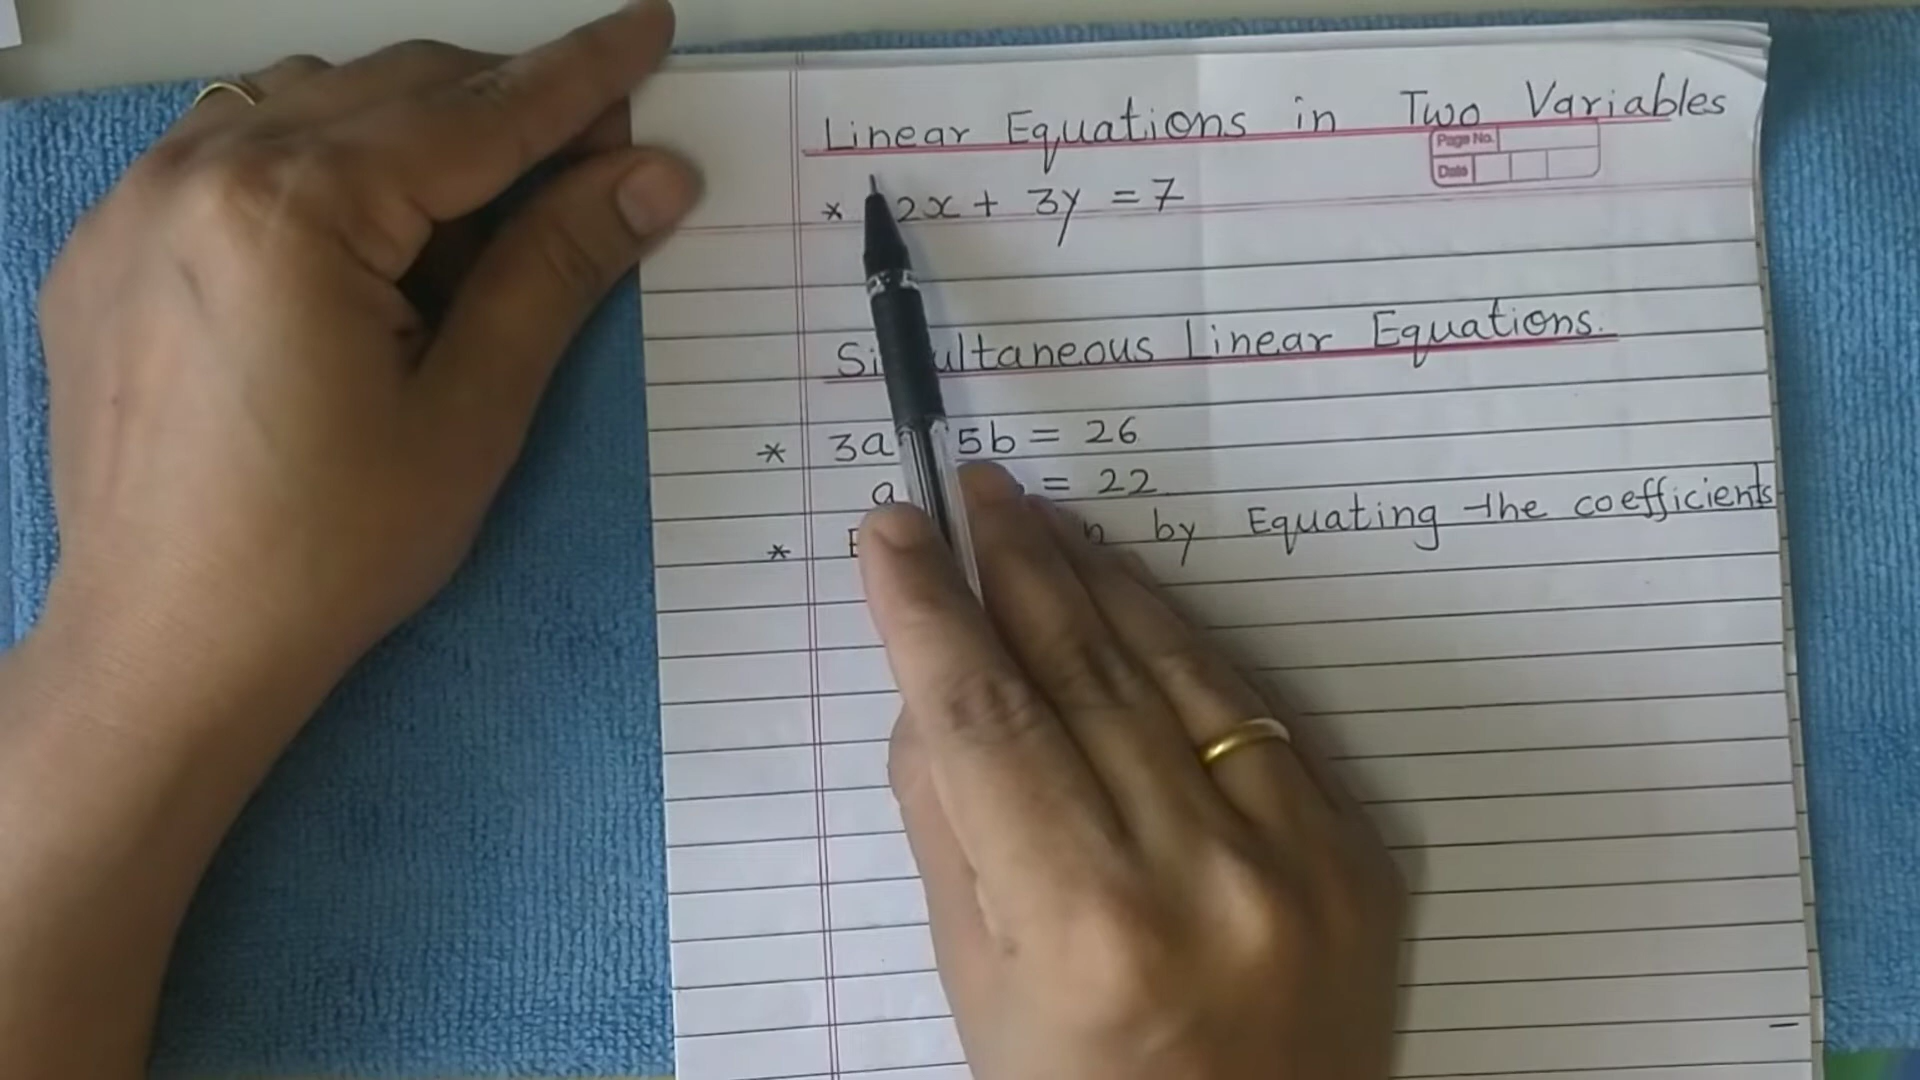 Linear Equations in Two Variables
Page No.
Date
* 2x + 3y = 7
Linear Equations.
* 3a 5b = 26
a = 22
* by Equating the coefficients